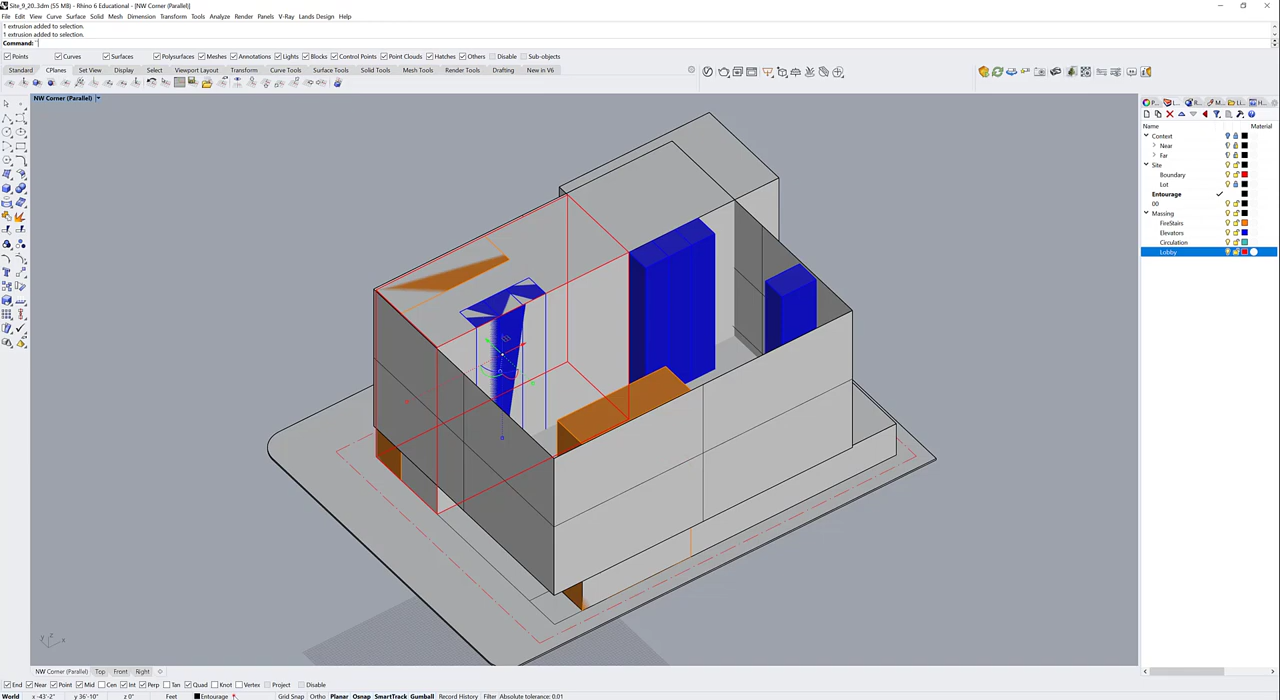 Site_9_20..3dm (55 MB) - Rhino 6 Educational - [NW Corner (Parallel)]
File Edit View Curve Surface Solid Mesh Dimension Transform Tools Analyze Render Panels V-Ray Lands Design Help
1 extrusion added to selection.
1 extrusion added to selection.
Command:
Points Curves Surfaces Polysurfaces Meshes Annotations Lights Blocks Control Points Point Clouds Hatches Others Disable Sub-objects
Standard CPlanes Set View Display Select Viewport Layout Transform Curve Tools Surface Tools Solid Tools Mesh Tools Render Tools Drafting New in V6
NW Corner (Parallel)
Name Material
Context
Near
Far
Site
Boundary
Lot
Entourage
00
Massing
FireStairs
Elevators
Circulation
Lobby
NW Corner (Parallel) Top Front Right
End Near Point Mid Cen Int Perp Tan Quad Knot Vertex Project Disable
World x -43'-2" y 36'-10" z 0" Feet Entourage Grid Snap Ortho Planar Osnap SmartTrack Gumball Record History Filter Absolute tolerance: 0.01